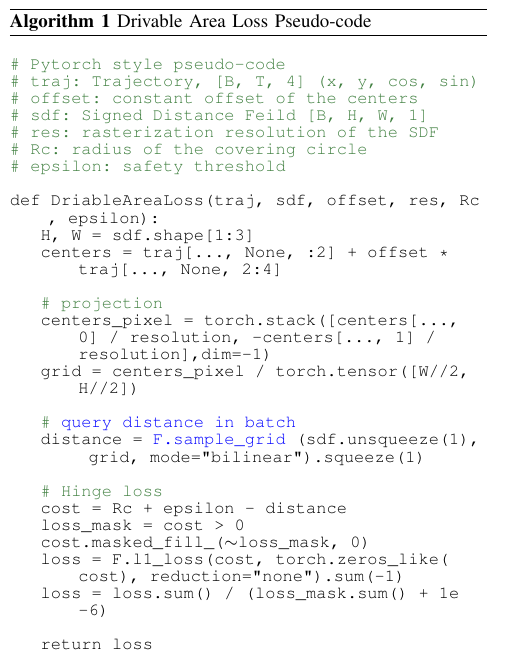 Algorithm 1 Drivable Area Loss Pseudo-code
# Pytorch style pseudo-code
# traj: Trajectory, [B, T, 4] (x, y, cos, sin)
# offset: constant offset of the centers
# sdf: Signed Distance Feild [B, H, W, 1]
# res: rasterization resolution of the SDF
# Rc: radius of the covering circle
# epsilon: safety threshold
def DriableAreaLoss(traj, sdf, offset, res, Rc
, epsilon):
H, W = sdf.shape[1:3]
centers = traj[..., None, :2] + offset *
traj[..., None, 2:4]
# projection
centers_pixel = torch.stack([centers[...,
0] / resolution, -centers[..., 1] /
resolution],dim=-1)
grid = centers_pixel / torch.tensor([W//2,
H//2])
# query distance in batch
distance = F.sample_grid (sdf.unsqueeze(1),
grid, mode="bilinear").squeeze(1)
# Hinge loss
cost = Rc + epsilon - distance
loss_mask = cost > 0
cost.masked_fill_(~loss_mask, 0)
loss = F.l1_loss(cost, torch.zeros_like(
cost), reduction="none").sum(-1)
loss = loss.sum() / (loss_mask.sum() + 1e
-6)
return loss